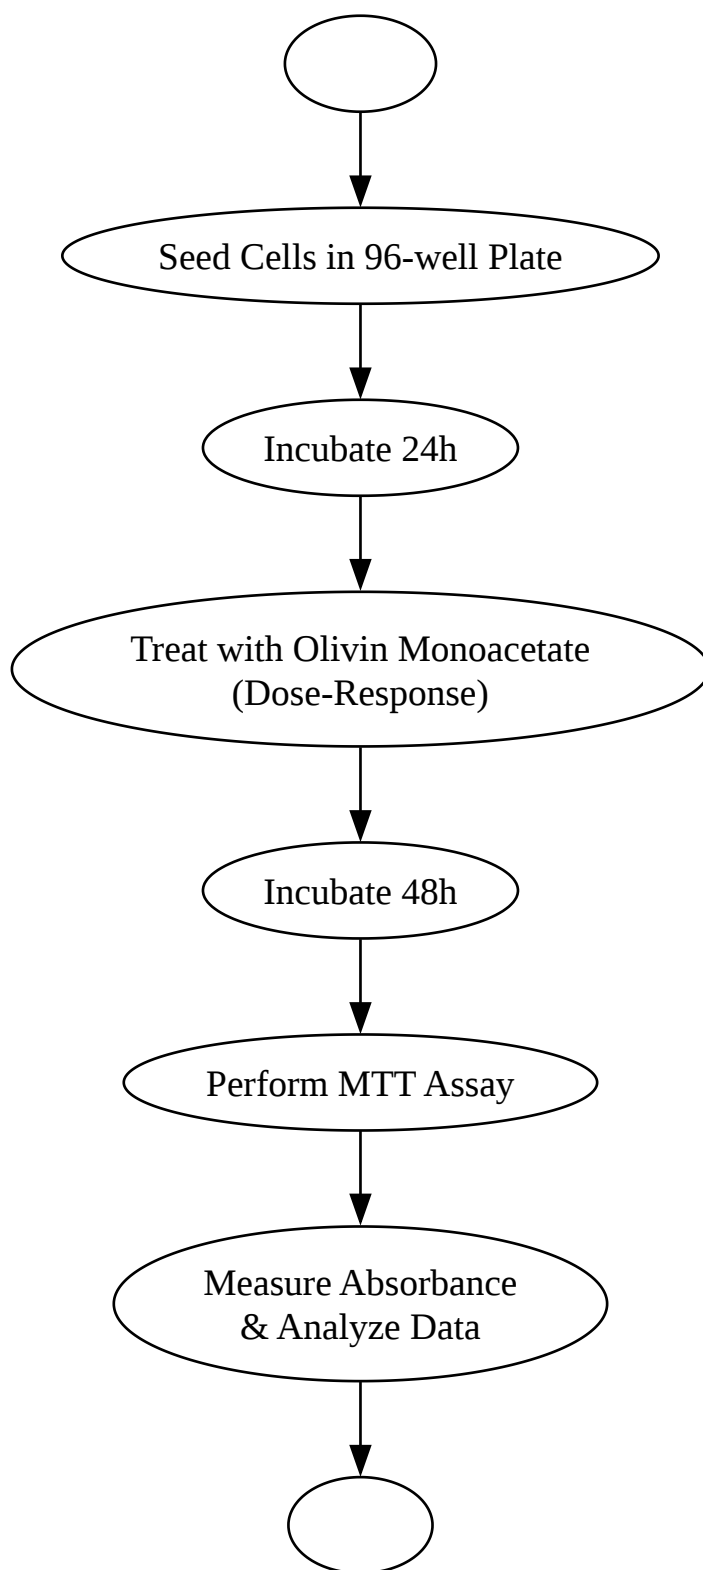 Seed Cells in 96-well Plate
Incubate 24h
Treat with Olivin Monoacetate
(Dose-Response)
Incubate 48h
Perform MTT Assay
Measure Absorbance
& Analyze Data